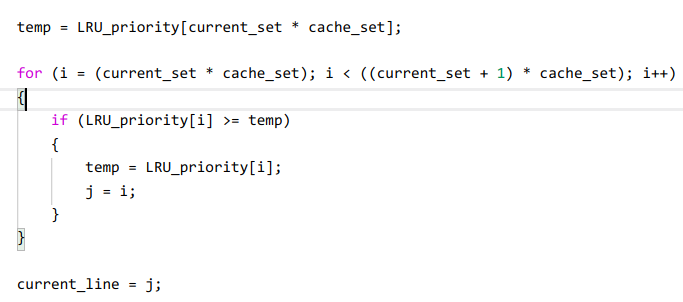 temp = LRU_priority[current_set * cache_set];
for (i = (current_set * cache_set); i < ((current_set + 1) * cache_set); i++)
{
if (LRU_priority[i] >= temp)
{
temp = LRU_priority[i];
j = i;
}
}
current_line = j;